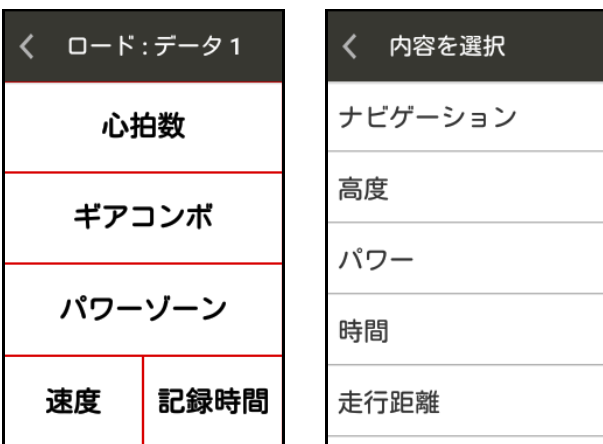 ロード : データ 1
心拍数
ギアコンボ
パワーゾーン
速度
記録時間
内容を選択
ナビゲーション
高度
パワー
時間
走行距離